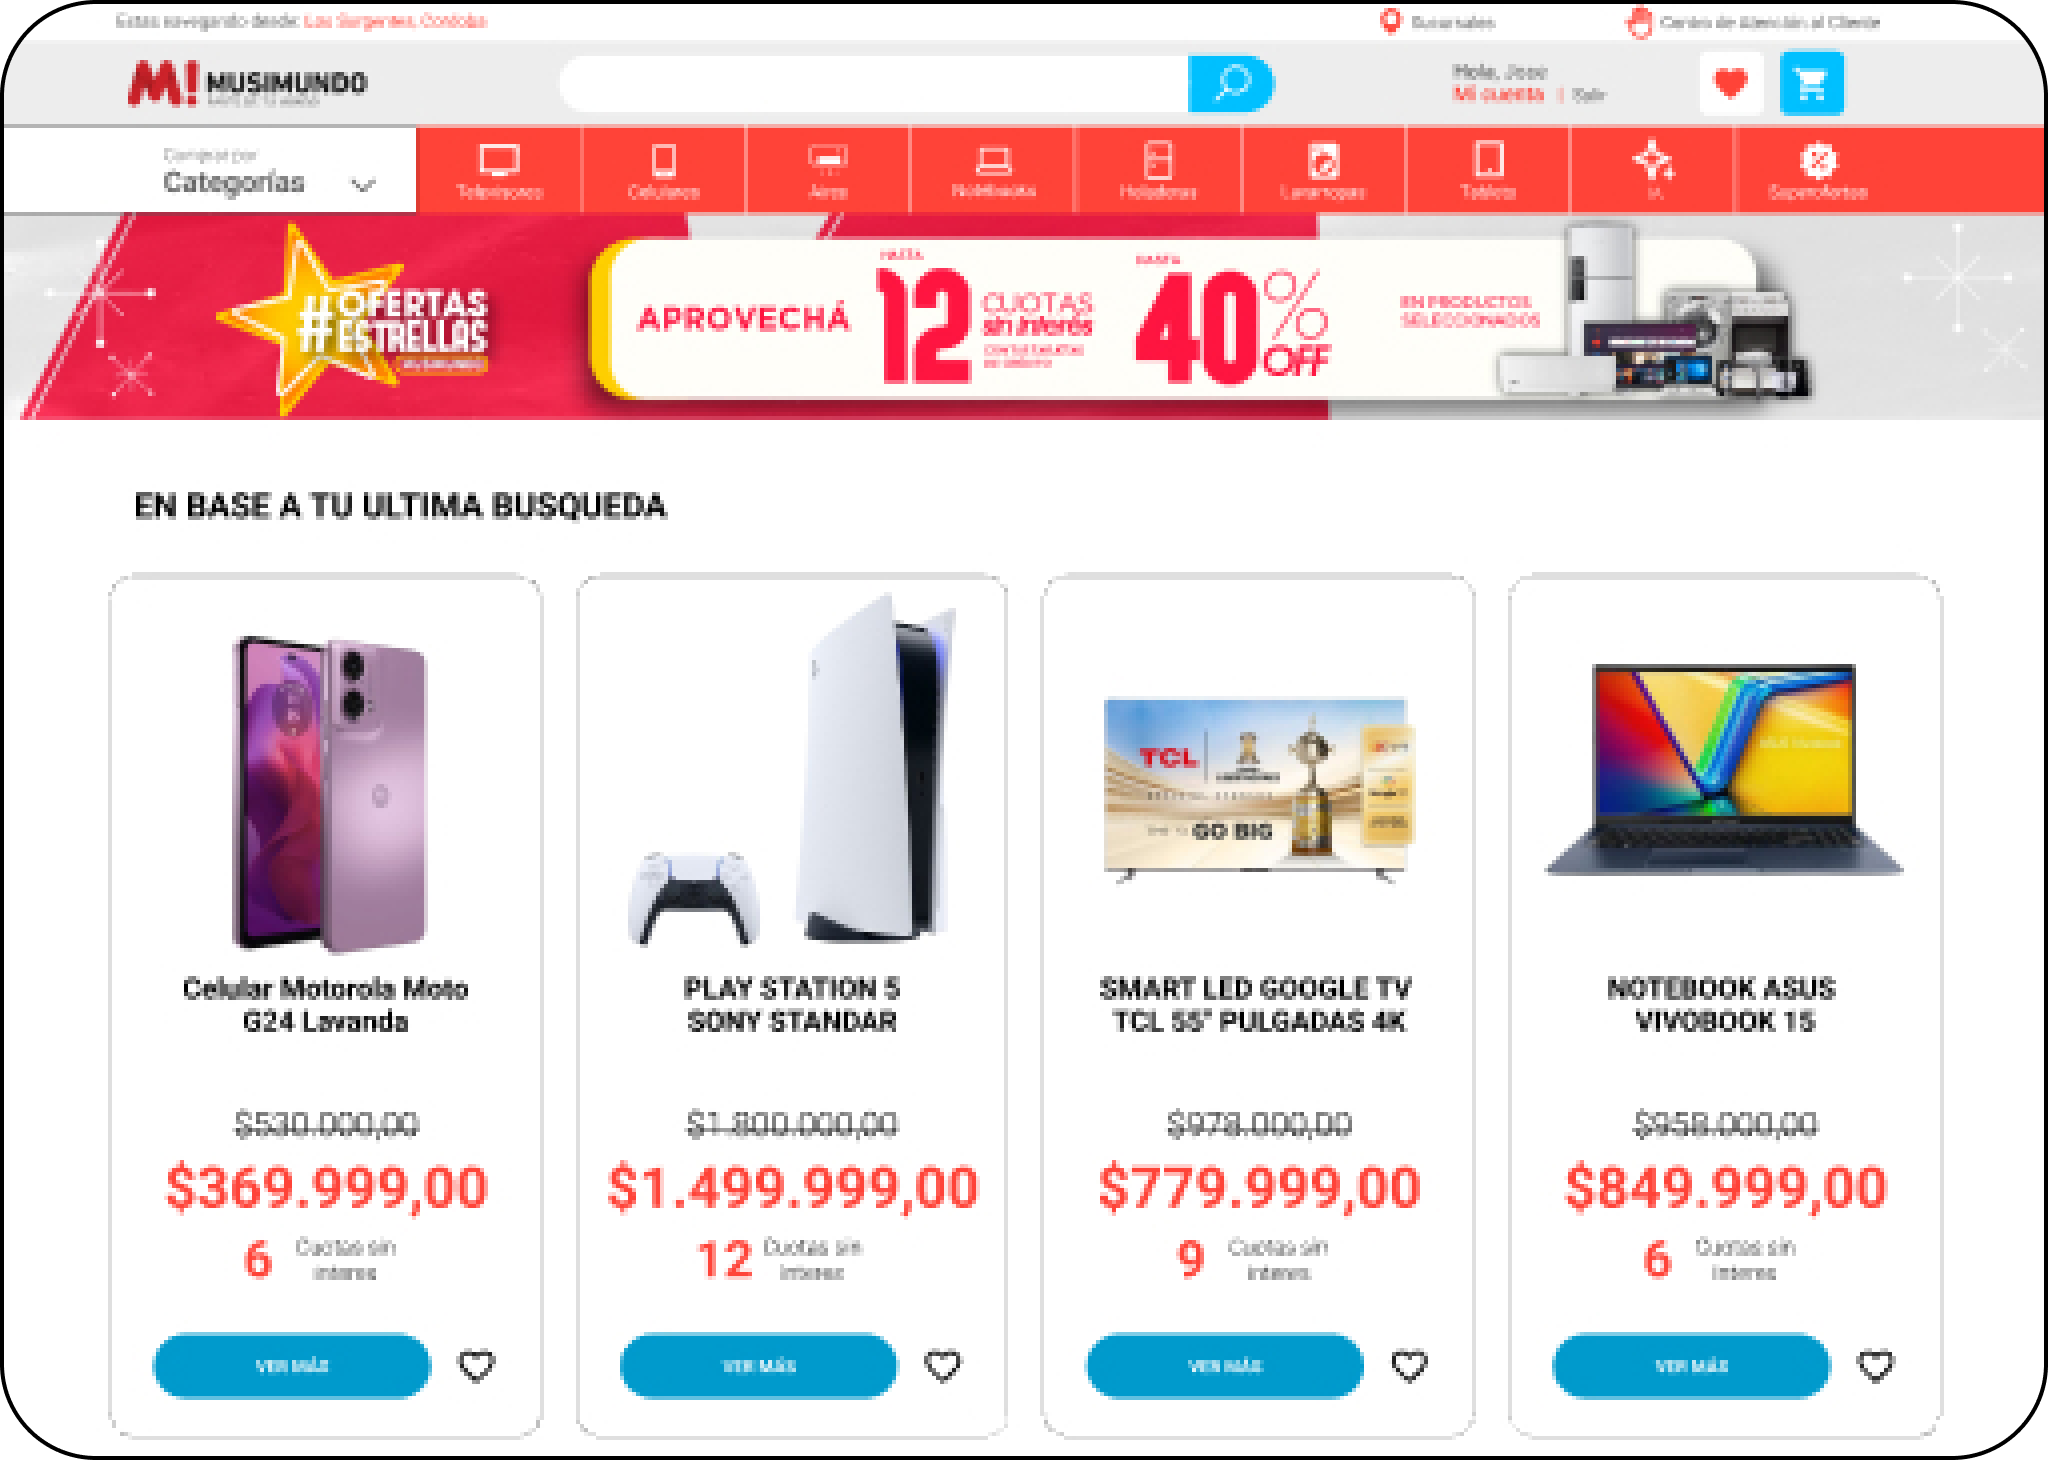 Estas navegando desde: Los Surgentes, Cordoba
Sucursales
Centro de Atención al Cliente
M! MUSIMUNDO
Hola, José
Mi cuenta | Salir
Comprar por
Categorías
Televisores
Celulares
Aires
Notebooks
Heladeras
Lavarropas
Tablets
IA
Superofertas
#OFERTAS
ESTRELLAS
MUSIMUNDO
APROVECHÁ
HASTA
12 CUOTAS
sin interés
HASTA
40% OFF
EN PRODUCTOS
SELECCIONADOS
EN BASE A TU ULTIMA BUSQUEDA
TCL
GO BIG
Celular Motorola Moto
G24 Lavanda
$530.000,00
$369.999,00
6 Cuotas sin
interes
VER MÁS
PLAY STATION 5
SONY STANDAR
$1.800.000,00
$1.499.999,00
12 Cuotas sin
interes
VER MÁS
SMART LED GOOGLE TV
TCL 55" PULGADAS 4K
$978.000,00
$779.999,00
9 Cuotas sin
interes
VER MÁS
NOTEBOOK ASUS
VIVOBOOK 15
$958.000,00
$849.999,00
6 Cuotas sin
interes
VER MÁS